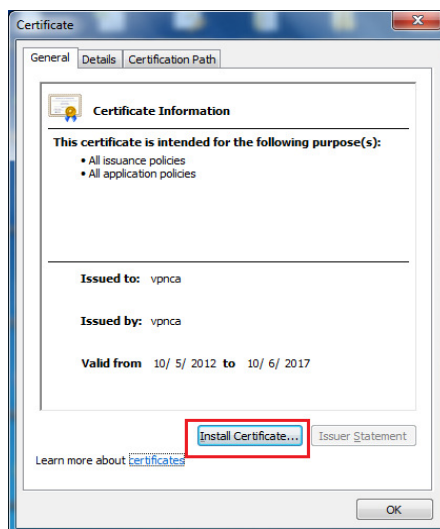 Certificate
General Details Certification Path
Certificate Information
This certificate is intended for the following purpose(s):
• All issuance policies
• All application policies
Issued to: vpnca
Issued by: vpnca
Valid from 10/ 5/ 2012 to 10/ 6/ 2017
Install Certificate... Issuer Statement
Learn more about certificates
OK